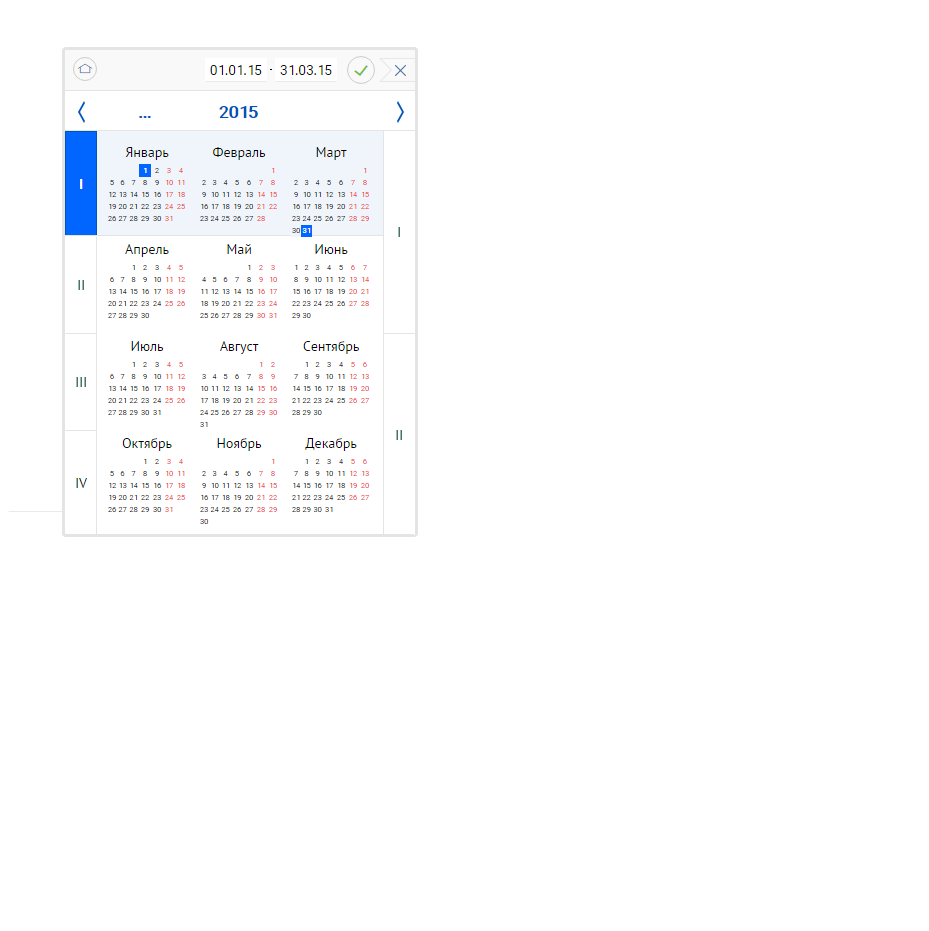 01.01.15 - 31.03.15
... 2015
I
Январь Февраль Март
1 2 3 4 1 1
5 6 7 8 9 10 11 2 3 4 5 6 7 8 2 3 4 5 6 7 8
12 13 14 15 16 17 18 9 10 11 12 13 14 15 9 10 11 12 13 14 15
19 20 21 22 23 24 25 16 17 18 19 20 21 22 16 17 18 19 20 21 22
26 27 28 29 30 31 23 24 25 26 27 28 23 24 25 26 27 28 29
30 31
I
II
Апрель Май Июнь
1 2 3 4 5 1 2 3 1 2 3 4 5 6 7
6 7 8 9 10 11 12 4 5 6 7 8 9 10 8 9 10 11 12 13 14
13 14 15 16 17 18 19 11 12 13 14 15 16 17 15 16 17 18 19 20 21
20 21 22 23 24 25 26 18 19 20 21 22 23 24 22 23 24 25 26 27 28
27 28 29 30 25 26 27 28 29 30 31 29 30
III
Июль Август Сентябрь
1 2 3 4 5 1 2 1 2 3 4 5 6
6 7 8 9 10 11 12 3 4 5 6 7 8 9 7 8 9 10 11 12 13
13 14 15 16 17 18 19 10 11 12 13 14 15 16 14 15 16 17 18 19 20
20 21 22 23 24 25 26 17 18 19 20 21 22 23 21 22 23 24 25 26 27
27 28 29 30 31 24 25 26 27 28 29 30 28 29 30
31
II
IV
Октябрь Ноябрь Декабрь
1 2 3 4 1 1 2 3 4 5 6
5 6 7 8 9 10 11 2 3 4 5 6 7 8 7 8 9 10 11 12 13
12 13 14 15 16 17 18 9 10 11 12 13 14 15 14 15 16 17 18 19 20
19 20 21 22 23 24 25 16 17 18 19 20 21 22 21 22 23 24 25 26 27
26 27 28 29 30 31 23 24 25 26 27 28 29 28 29 30 31
30